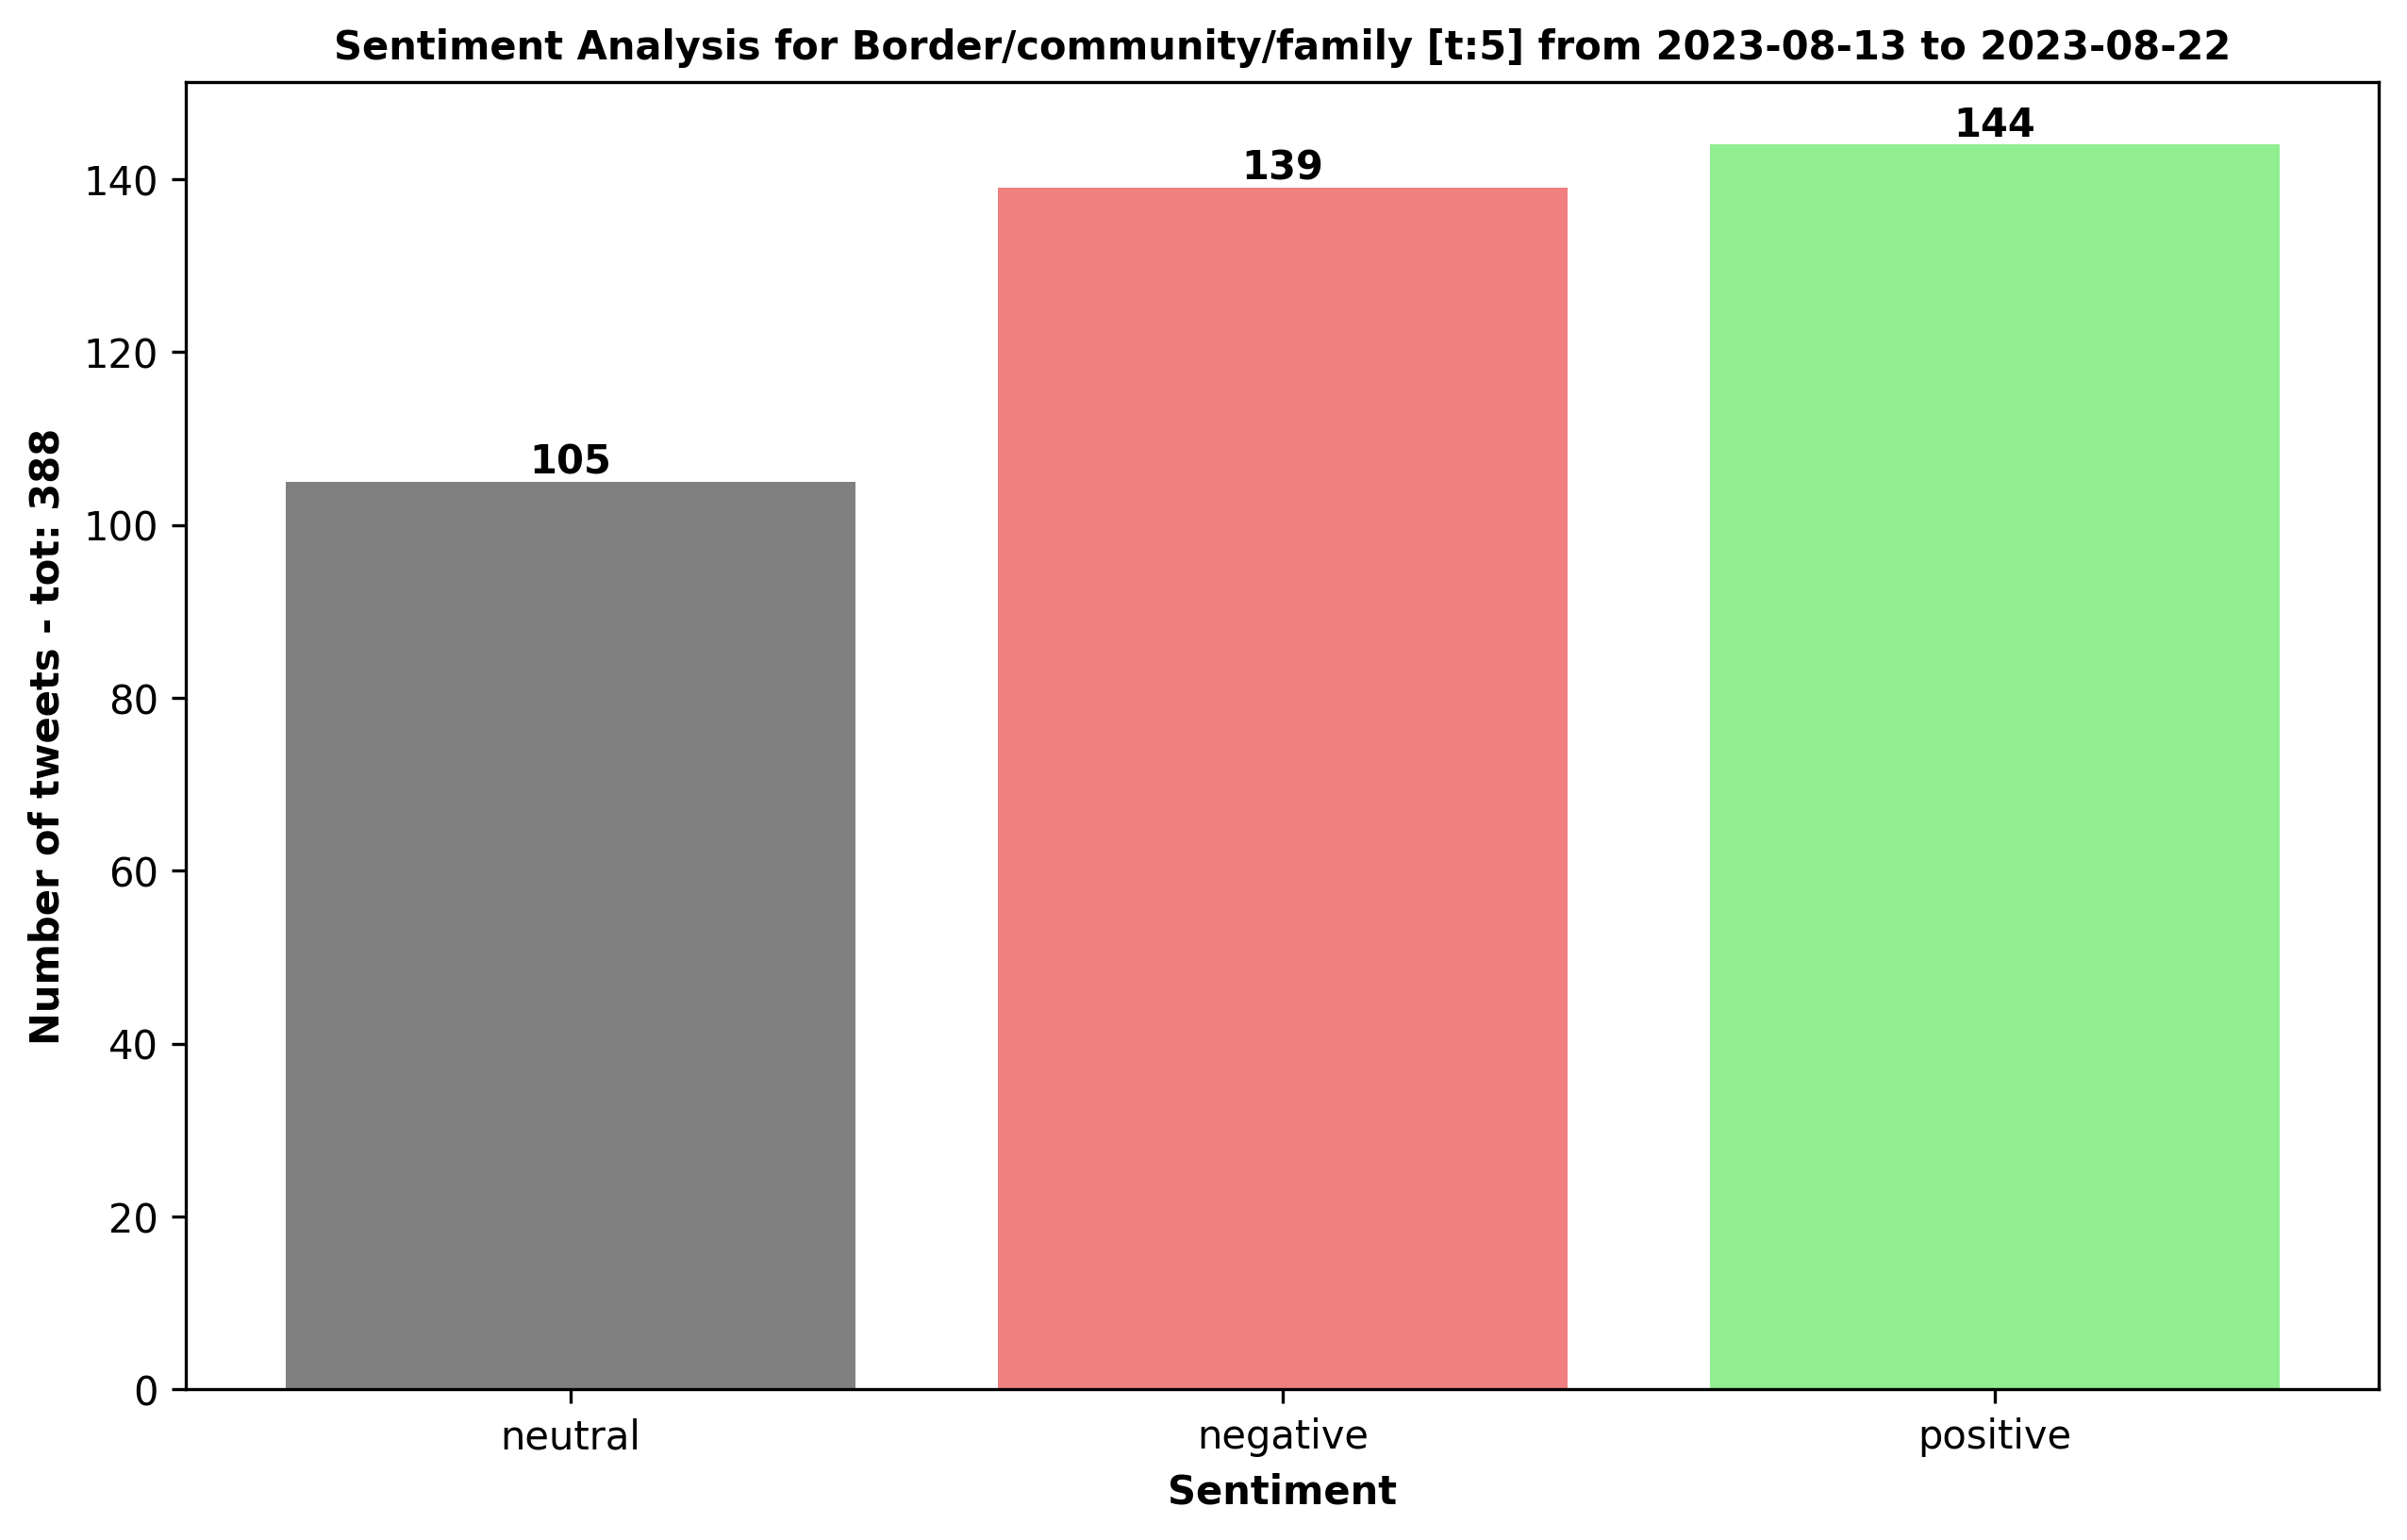 Sentiment Analysis for Border/community/family [t:5] from 2023-08-13 to 2023-08-22
144
139
105
140
120
100
80
60
40
20
0
Number of tweets - tot: 388
neutral negative positive
Sentiment